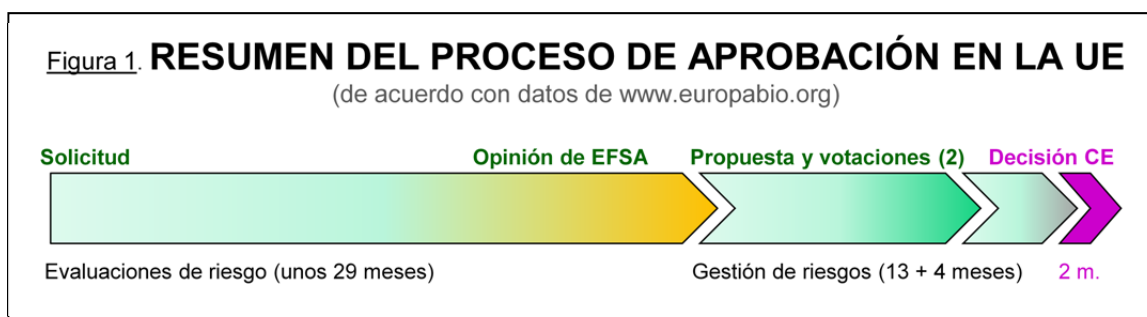 Figura 1. RESUMEN DEL PROCESO DE APROBACIÓN EN LA UE
(de acuerdo con datos de www.europabio.org)
Solicitud Opinión de EFSA Propuesta y votaciones (2) Decisión CE
Evaluaciones de riesgo (unos 29 meses) Gestión de riesgos (13 + 4 meses) 2 m.